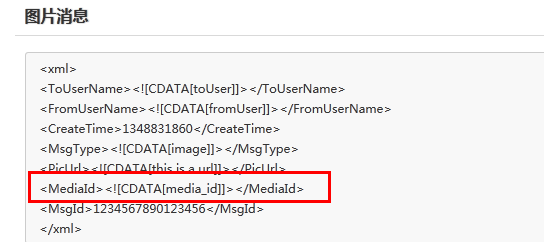 图片消息
<xml>
<ToUserName><![CDATA[toUser]]></ToUserName>
<FromUserName><![CDATA[fromUser]]></FromUserName>
<CreateTime>1348831860</CreateTime>
<MsgType><![CDATA[image]]></MsgType>
<PicUrl><![CDATA[this is a url]]></PicUrl>
<MediaId><![CDATA[media_id]]></MediaId>
<MsgId>1234567890123456</MsgId>
</xml>